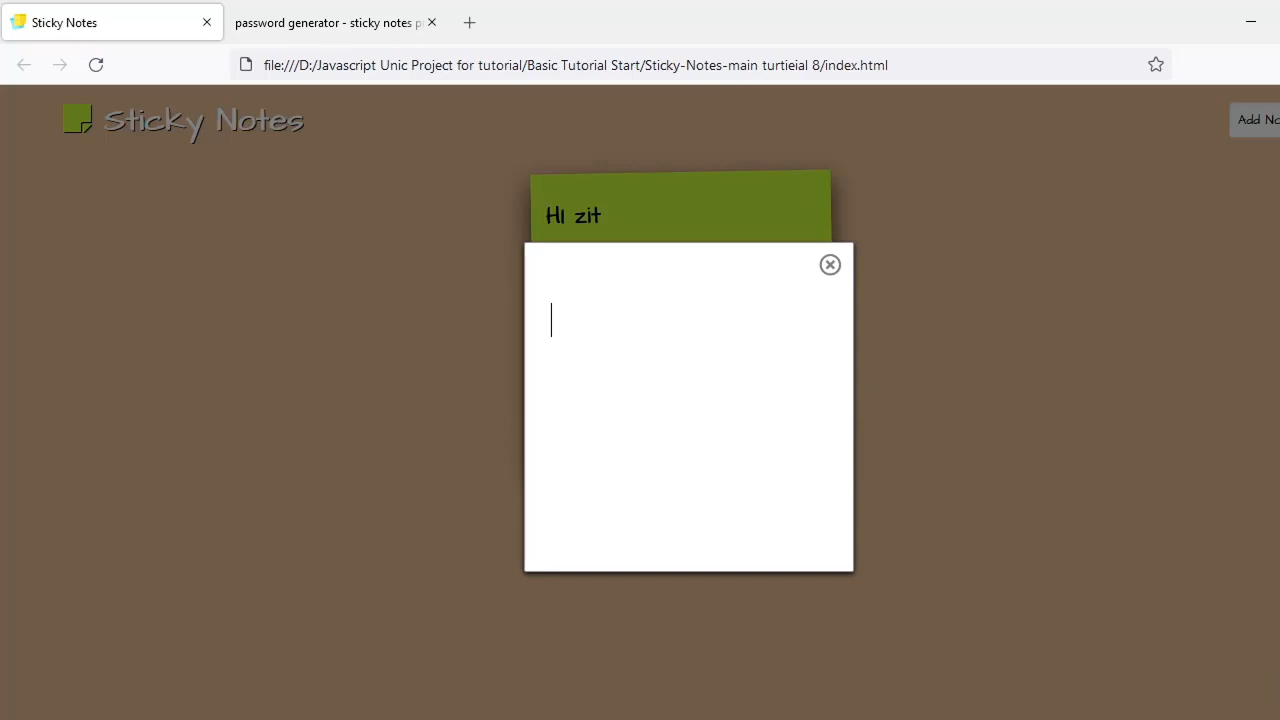 Sticky Notes
password generator - sticky notes p
file:///D:/Javascript Unic Project for tutorial/Basic Tutorial Start/Sticky-Notes-main turtieial 8/index.html
Sticky Notes
Add No
HI zit